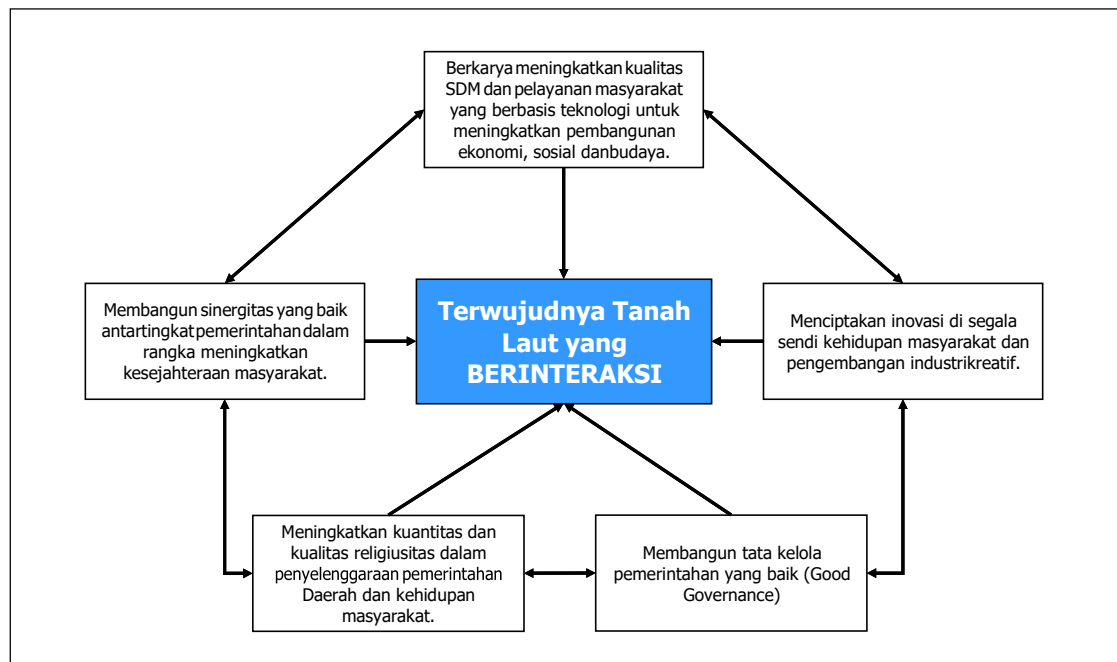 Berkarya meningkatkan kualitas
SDM dan pelayanan masyarakat
yang berbasis teknologi untuk
meningkatkan pembangunan
ekonomi, sosial danbudaya.
Membangun sinergitas yang baik
antartingkat pemerintahan dalam
rangka meningkatkan
kesejahteraan masyarakat.
Terwujudnya Tanah
Laut yang
BERINTERAKSI
Menciptakan inovasi di segala
sendi kehidupan masyarakat dan
pengembangan industrikreatif.
Meningkatkan kuantitas dan
kualitas religiusitas dalam
penyelenggaraan pemerintahan
Daerah dan kehidupan
masyarakat.
Membangun tata kelola
pemerintahan yang baik (Good
Governance)